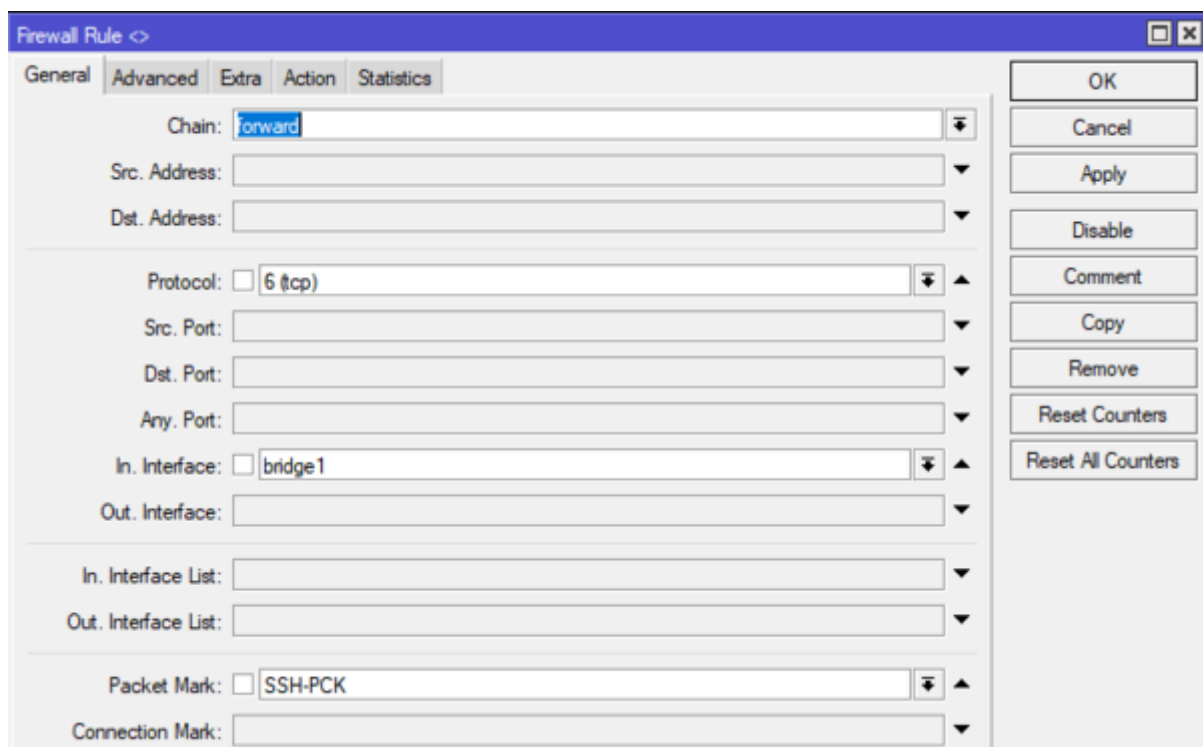 Firewall Rule <>
General Advanced Extra Action Statistics
OK
Chain: forward
Cancel
Src. Address:
Apply
Dst. Address:
Disable
Protocol: 6 (tcp)
Comment
Src. Port:
Copy
Dst. Port:
Remove
Any. Port:
Reset Counters
In. Interface: bridge1
Reset All Counters
Out. Interface:
In. Interface List:
Out. Interface List:
Packet Mark: SSH-PCK
Connection Mark: